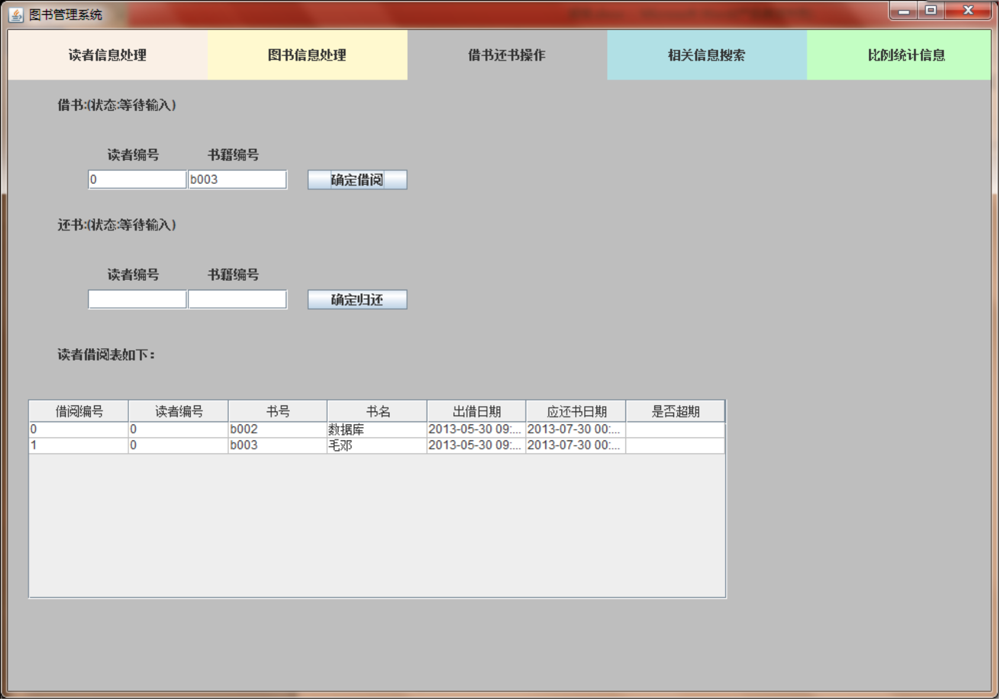 图书管理系统
读者信息处理 图书信息处理 借书还书操作 相关信息搜索 比例统计信息
借书:(状态:等待输入)
读者编号 书籍编号
0 b003 确定借阅
还书:(状态:等待输入)
读者编号 书籍编号
确定归还
读者借阅表如下：
借阅编号 读者编号 书号 书名 出借日期 应还书日期 是否超期
0 0 b002 数据库 2013-05-30 09:... 2013-07-30 00:...
1 0 b003 毛邓 2013-05-30 09:... 2013-07-30 00:...